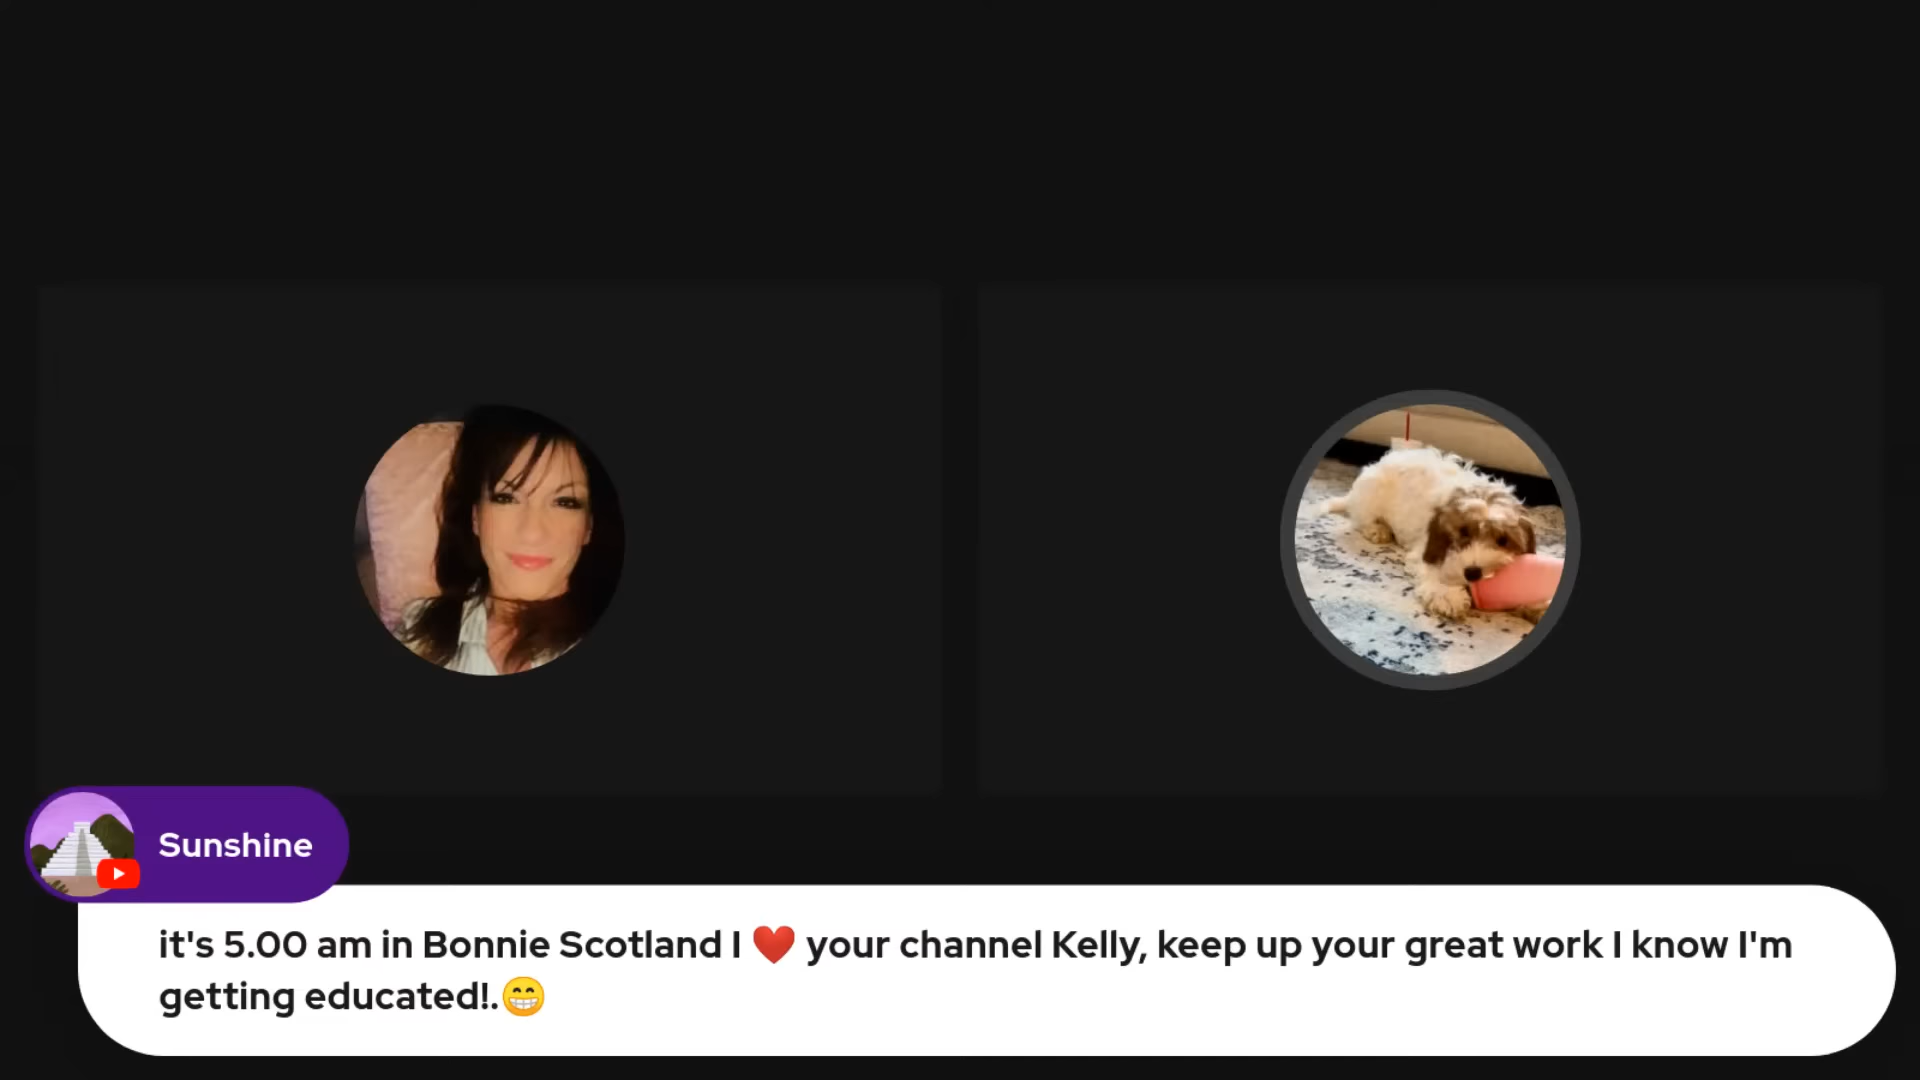 Sunshine
it's 5.00 am in Bonnie Scotland I ❤️ your channel Kelly, keep up your great work I know I'm
getting educated!.😁